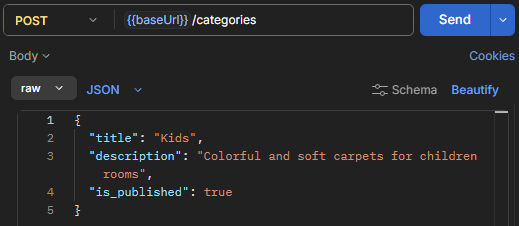 POST {{baseUrl}} /categories Send
Body Cookies
raw JSON Schema Beautify
1 {
2 "title": "Kids",
3 "description": "Colorful and soft carpets for children
rooms",
4 "is_published": true
5 }